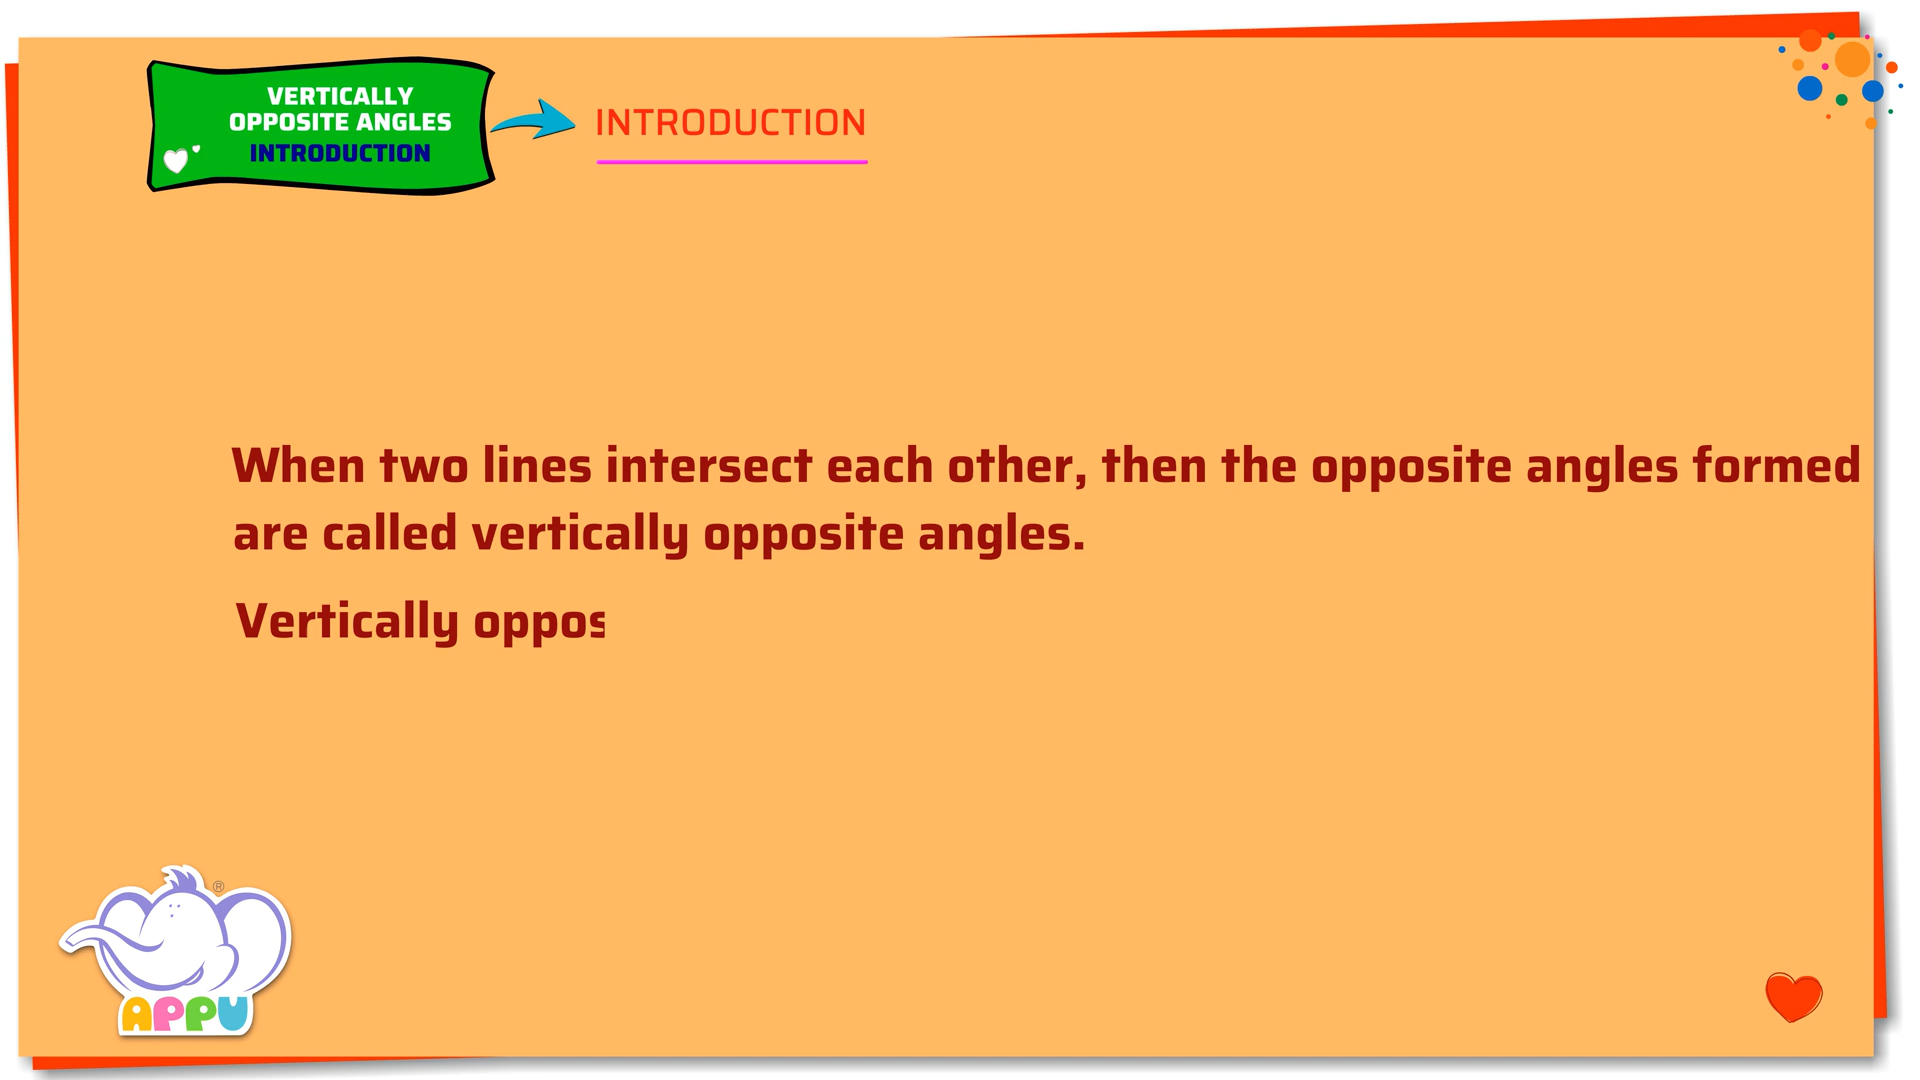 VERTICALLY
OPPOSITE ANGLES
INTRODUCTION
INTRODUCTION
When two lines intersect each other, then the opposite angles formed
are called vertically opposite angles.
Vertically oppos
®
APPU